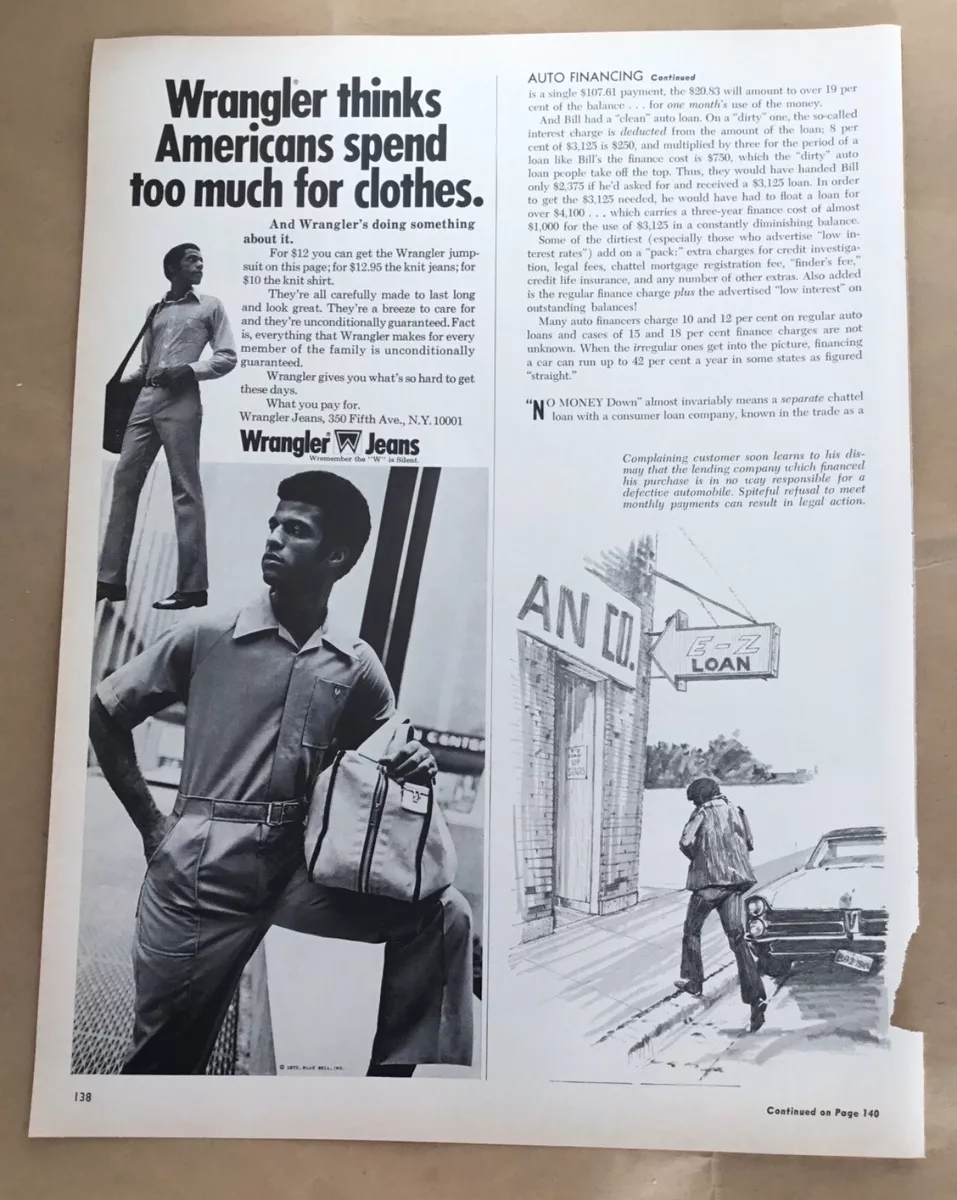 Wrangler® thinks
Americans spend
too much for clothes.
And Wrangler's doing something
about it.
For $12 you can get the Wrangler jump-
suit on this page; for $12.95 the knit jeans; for
$10 the knit shirt.
They're all carefully made to last long
and look great. They're a breeze to care for
and they're unconditionally guaranteed. Fact
is, everything that Wrangler makes for every
member of the family is unconditionally
guaranteed.
Wrangler gives you what's so hard to get
these days.
What you pay for.
Wrangler Jeans, 350 Fifth Ave., N.Y. 10001
Wrangler® W Jeans
Wremember the "W" is Silent.
N CENTER
© 1972, BLUE BELL, INC.
138
AUTO FINANCING Continued
is a single $107.61 payment, the $20.83 will amount to over 19 per
cent of the balance . . . for one month's use of the money.
And Bill had a "clean" auto loan. On a "dirty" one, the so-called
interest charge is deducted from the amount of the loan; 8 per
cent of $3,125 is $250, and multiplied by three for the period of a
loan like Bill's the finance cost is $750, which the "dirty" auto
loan people take off the top. Thus, they would have handed Bill
only $2,375 if he'd asked for and received a $3,125 loan. In order
to get the $3,125 needed, he would have had to float a loan for
over $4,100 . . . which carries a three-year finance cost of almost
$1,000 for the use of $3,125 in a constantly diminishing balance.
Some of the dirtiest (especially those who advertise "low in-
terest rates") add on a "pack:" extra charges for credit investiga-
tion, legal fees, chattel mortgage registration fee, "finder's fee,"
credit life insurance, and any number of other extras. Also added
is the regular finance charge plus the advertised "low interest" on
outstanding balances!
Many auto financers charge 10 and 12 per cent on regular auto
loans and cases of 15 and 18 per cent finance charges are not
unknown. When the irregular ones get into the picture, financing
a car can run up to 42 per cent a year in some states as figured
"straight."
"NO MONEY Down" almost invariably means a separate chattel
loan with a consumer loan company, known in the trade as a
Complaining customer soon learns to his dis-
may that the lending company which financed
his purchase is in no way responsible for a
defective automobile. Spiteful refusal to meet
monthly payments can result in legal action.
AN CO.
E-Z
LOAN
Continued on Page 140